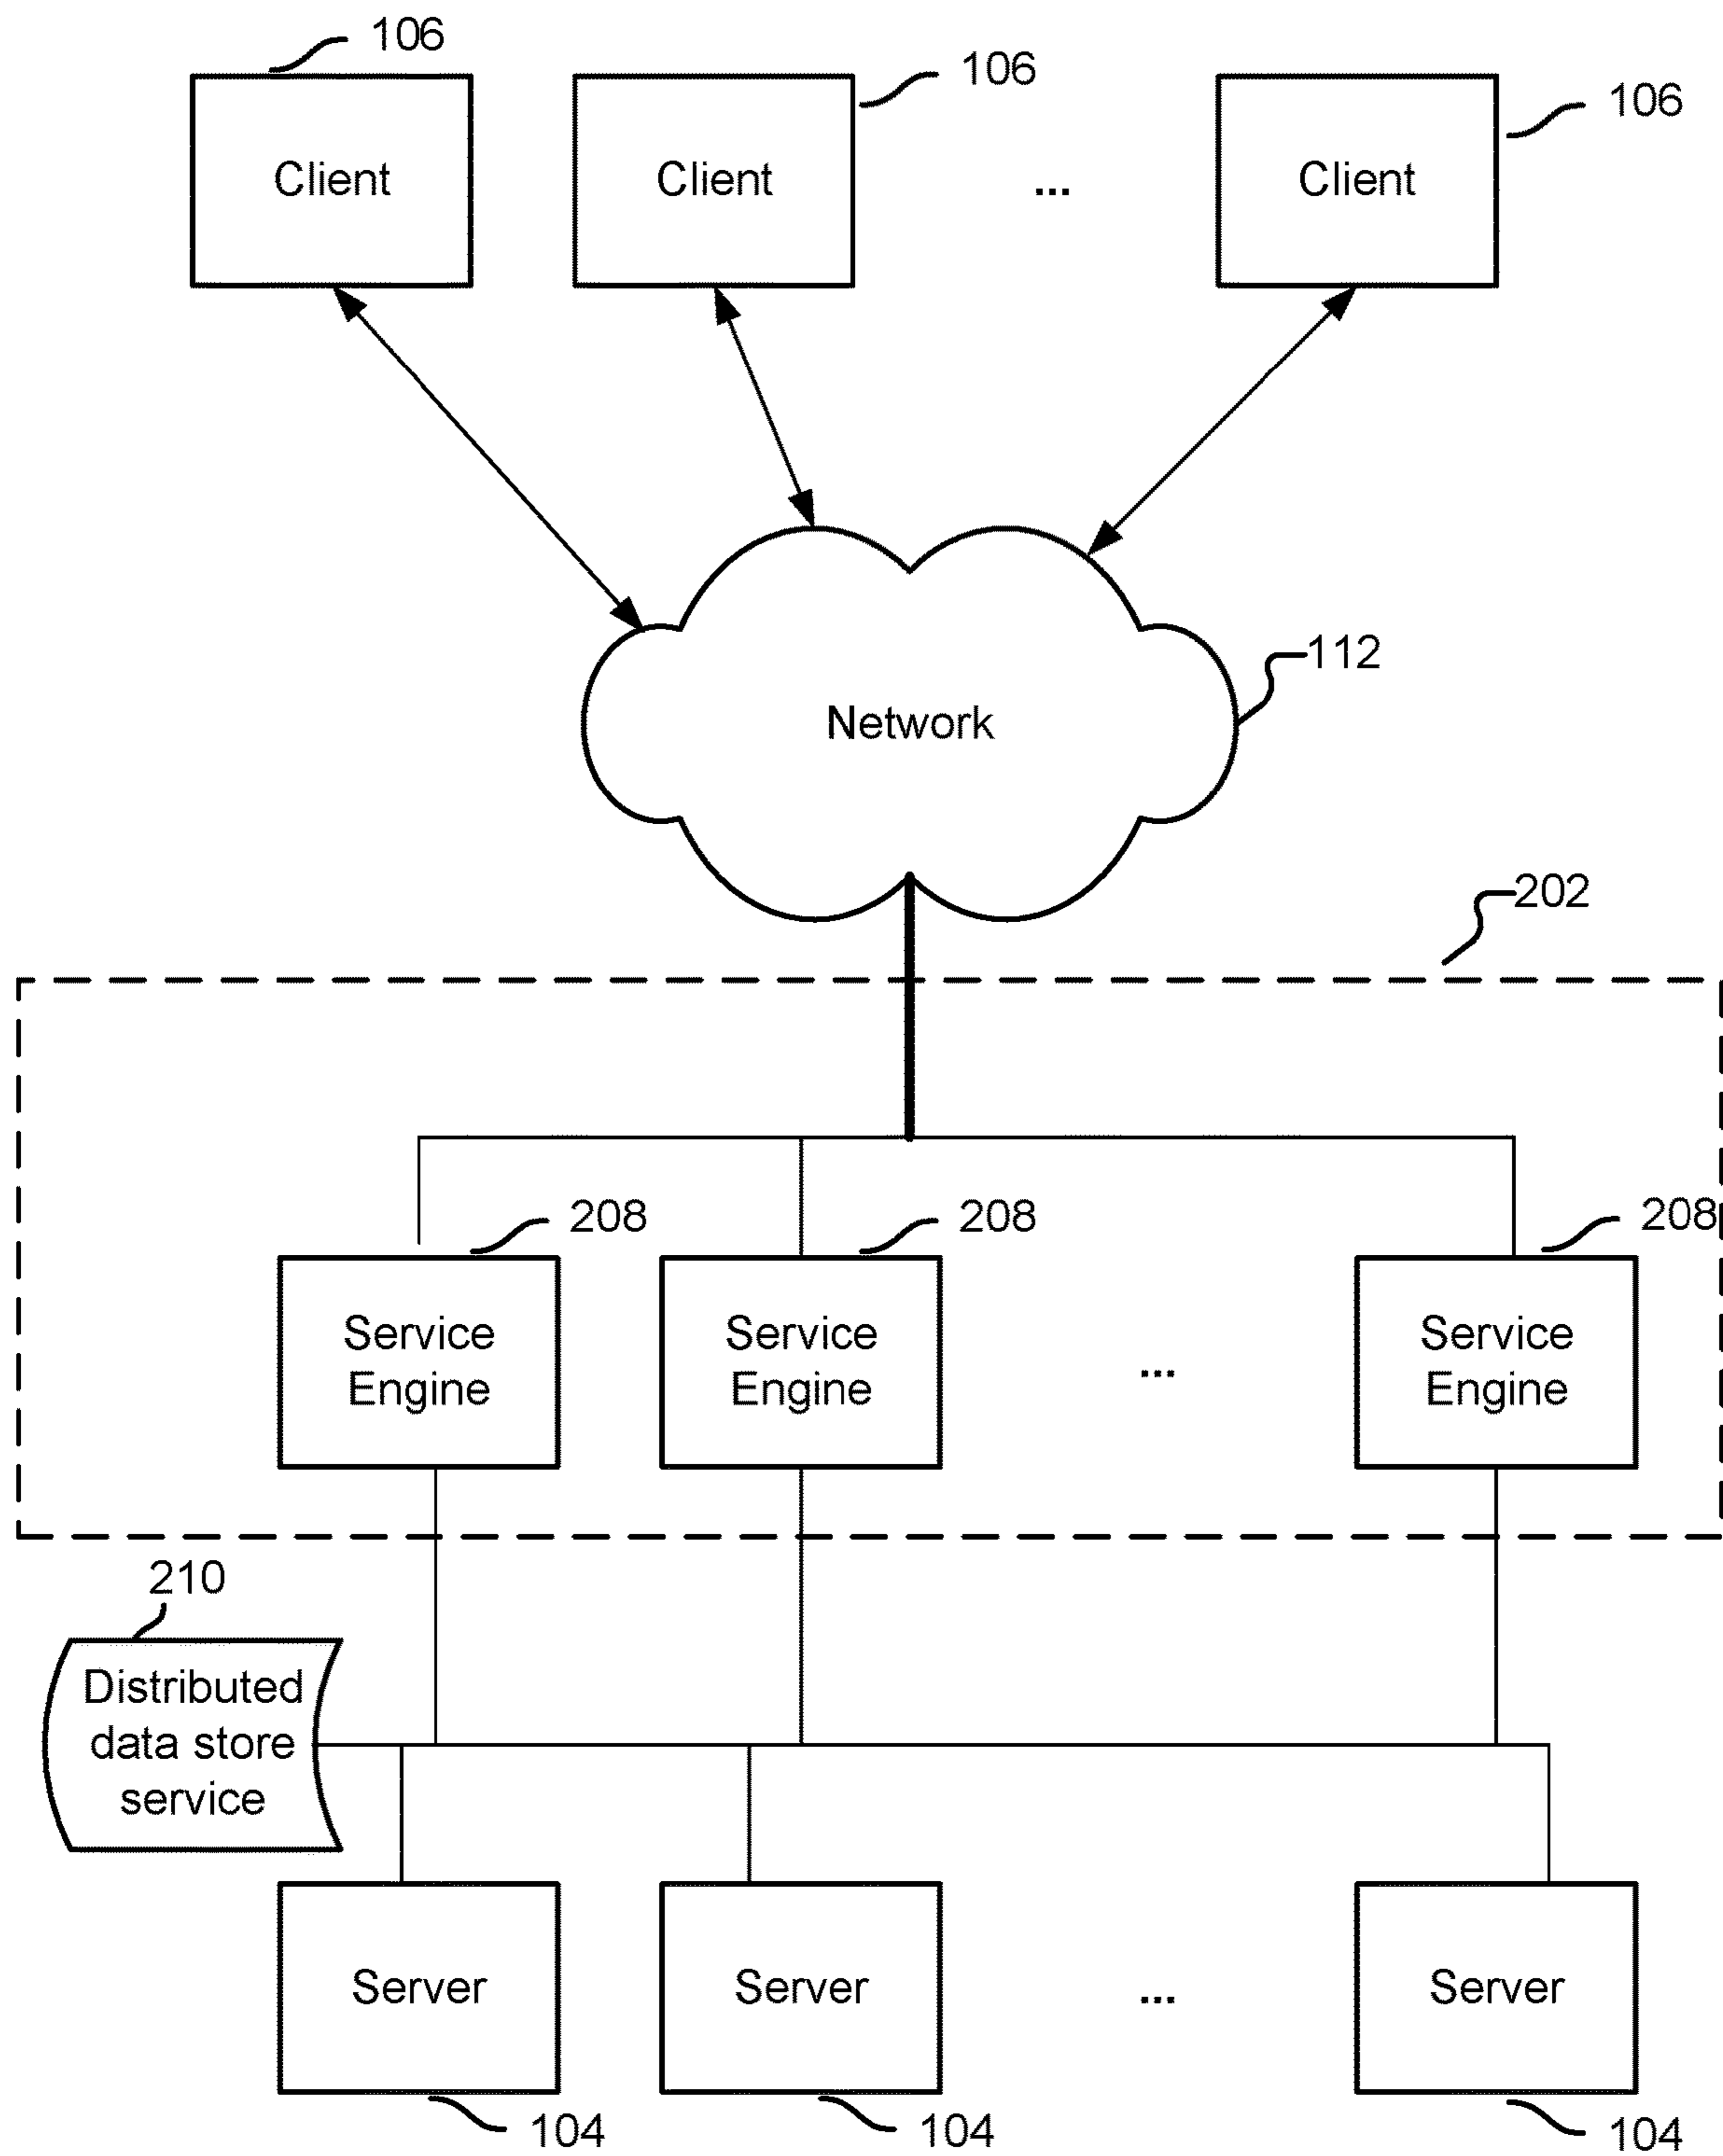 106
106
106
Client
Client
...
Client
112
Network
202
208
208
208
Service
Engine
Service
Engine
...
Service
Engine
210
Distributed
data store
service
Server
Server
...
Server
104
104
104